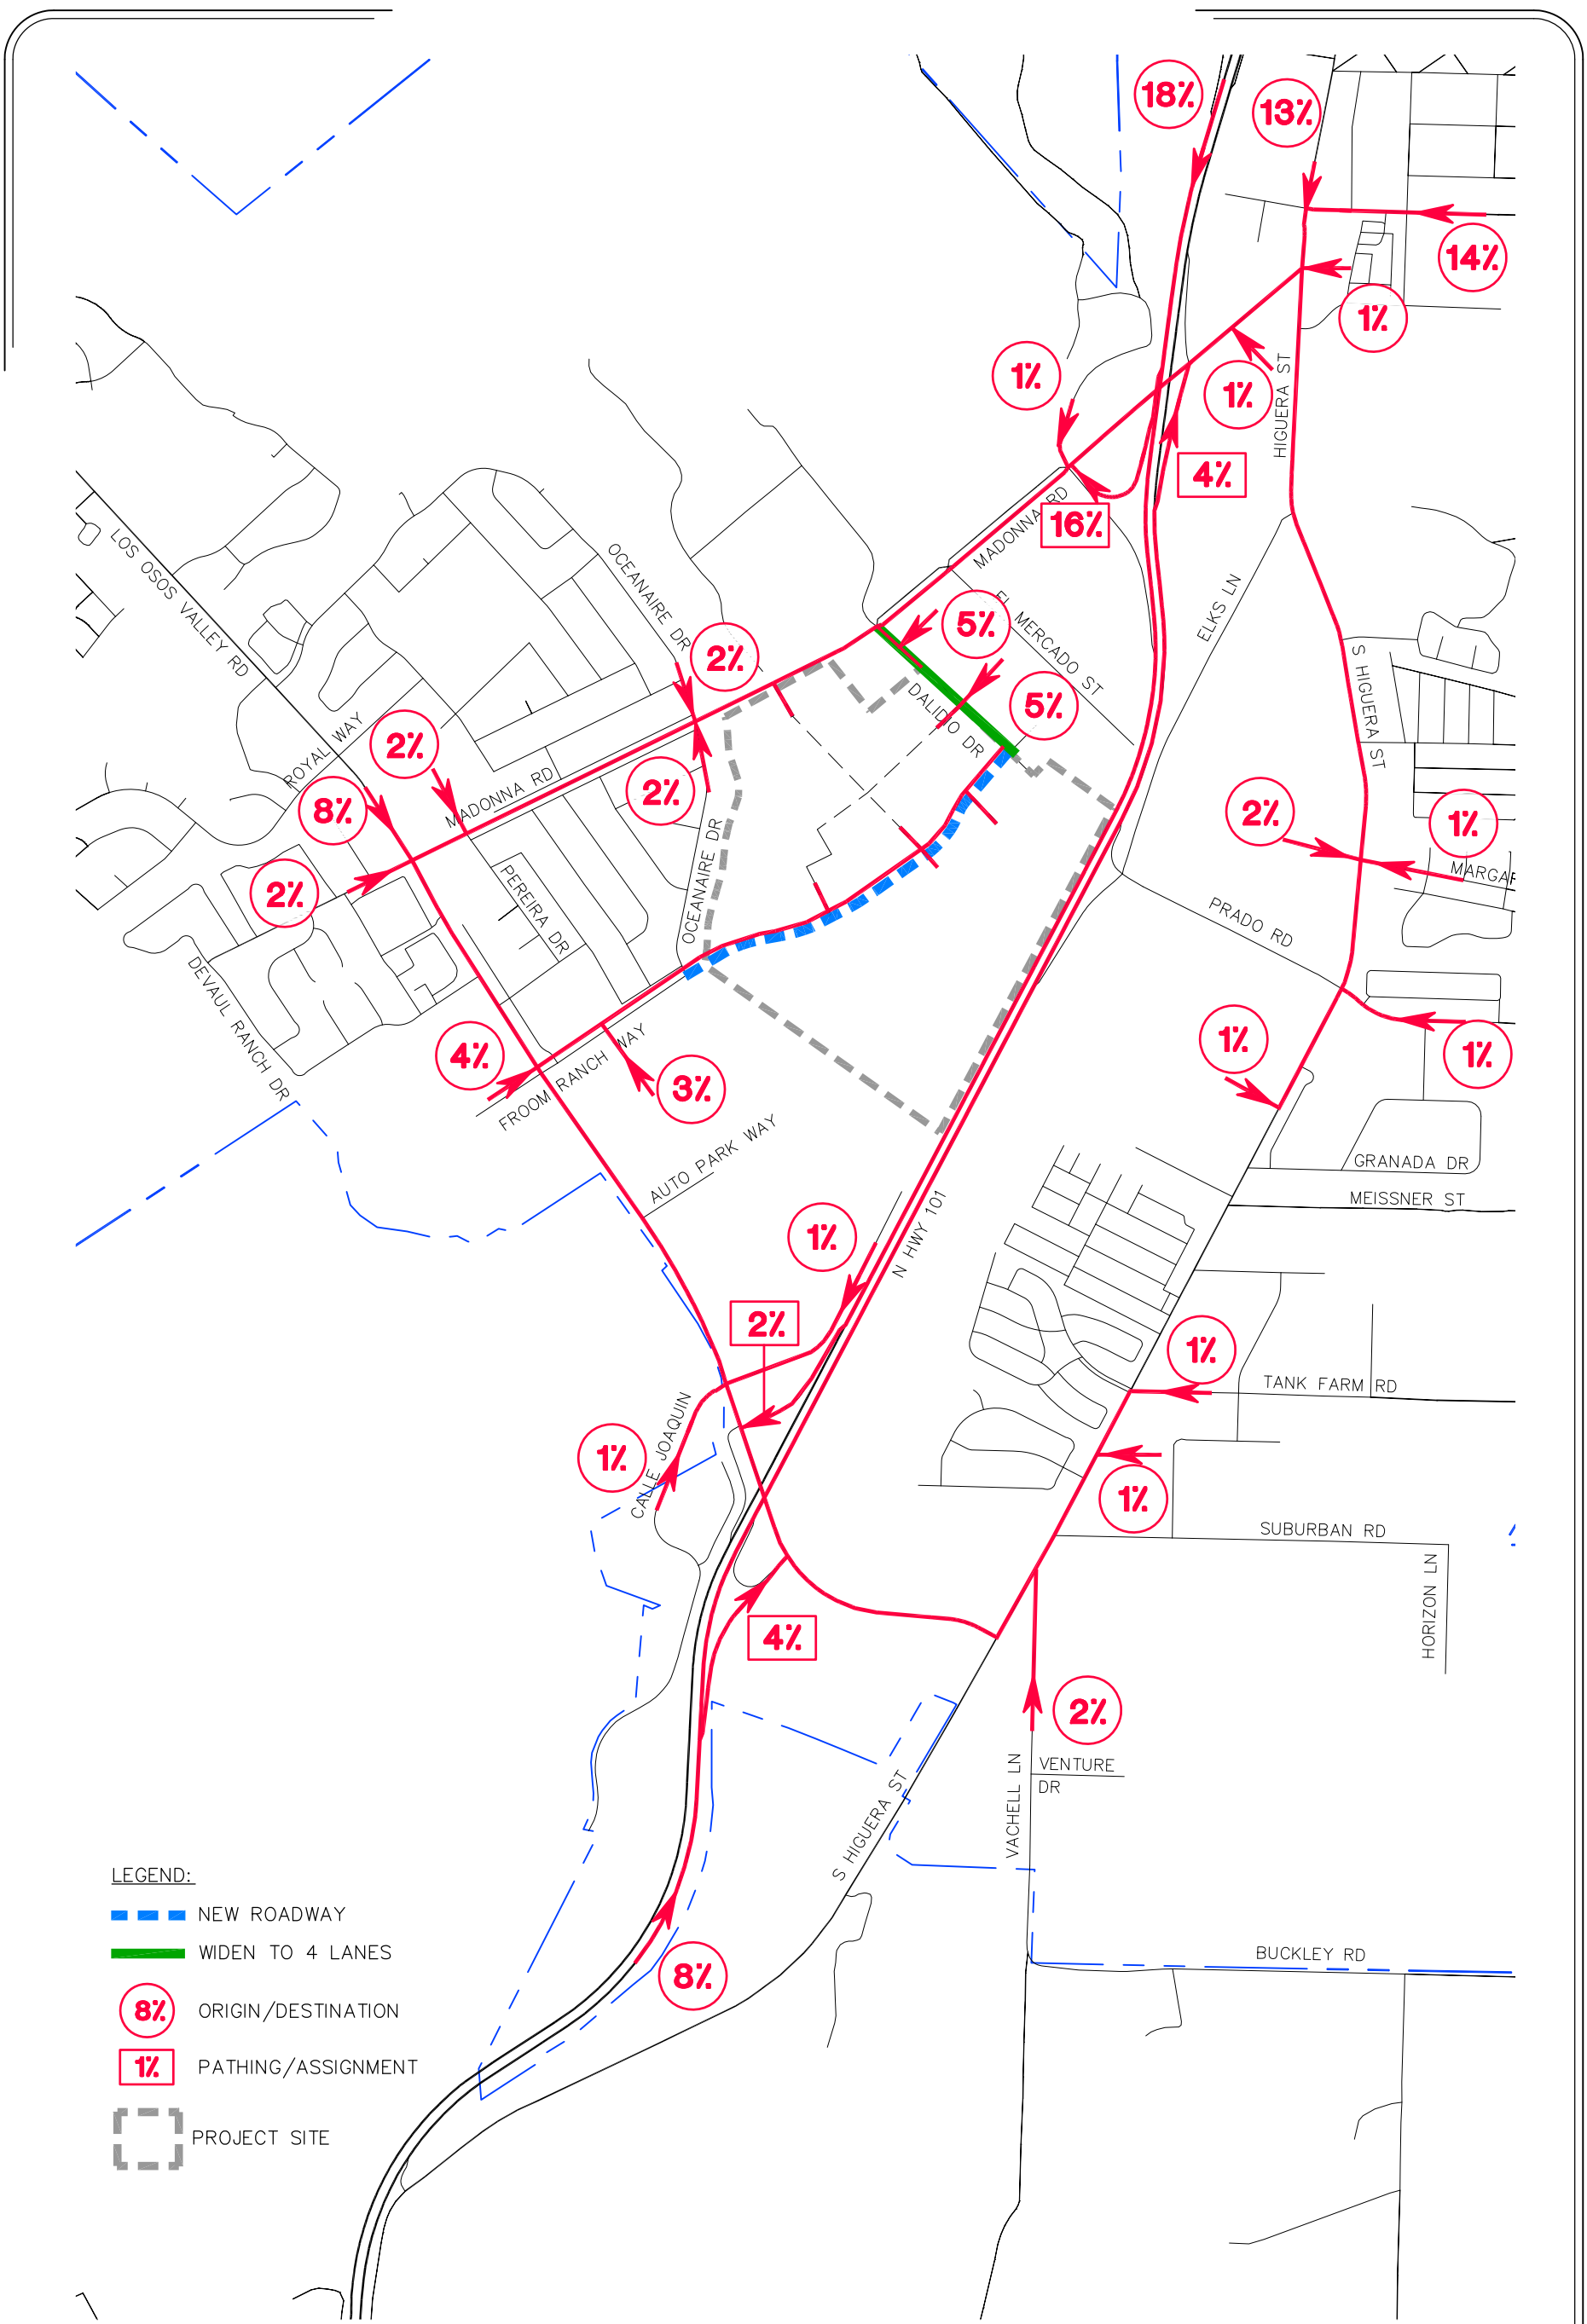 18%
13%
14%
1%
1%
1%
HIGUERA ST
4%
16%
MADONNA RD
LOS OSOS VALLEY RD
OCEANAIRE DR
EL MERCADO ST
ELKS LN
5%
2%
S HIGUERA ST
5%
DALIDIO DR
ROYAL WAY
2%
2%
MADONNA RD
8%
2%
1%
OCEANAIRE DR
PEREIRA DR
2%
MARGAR
PRADO RD
DEVAUL RANCH DR
4%
1%
1%
3%
FROOM RANCH WAY
AUTO PARK WAY
GRANADA DR
MEISSNER ST
1%
N HWY 101
2%
1%
TANK FARM RD
CALLE JOAQUIN
1%
1%
SUBURBAN RD
HORIZON LN
4%
2%
VENTURE
DR
VACHELL LN
S HIGUERA ST
BUCKLEY RD
8%
LEGEND:
NEW ROADWAY
WIDEN TO 4 LANES
8% ORIGIN/DESTINATION
1% PATHING/ASSIGNMENT
PROJECT SITE